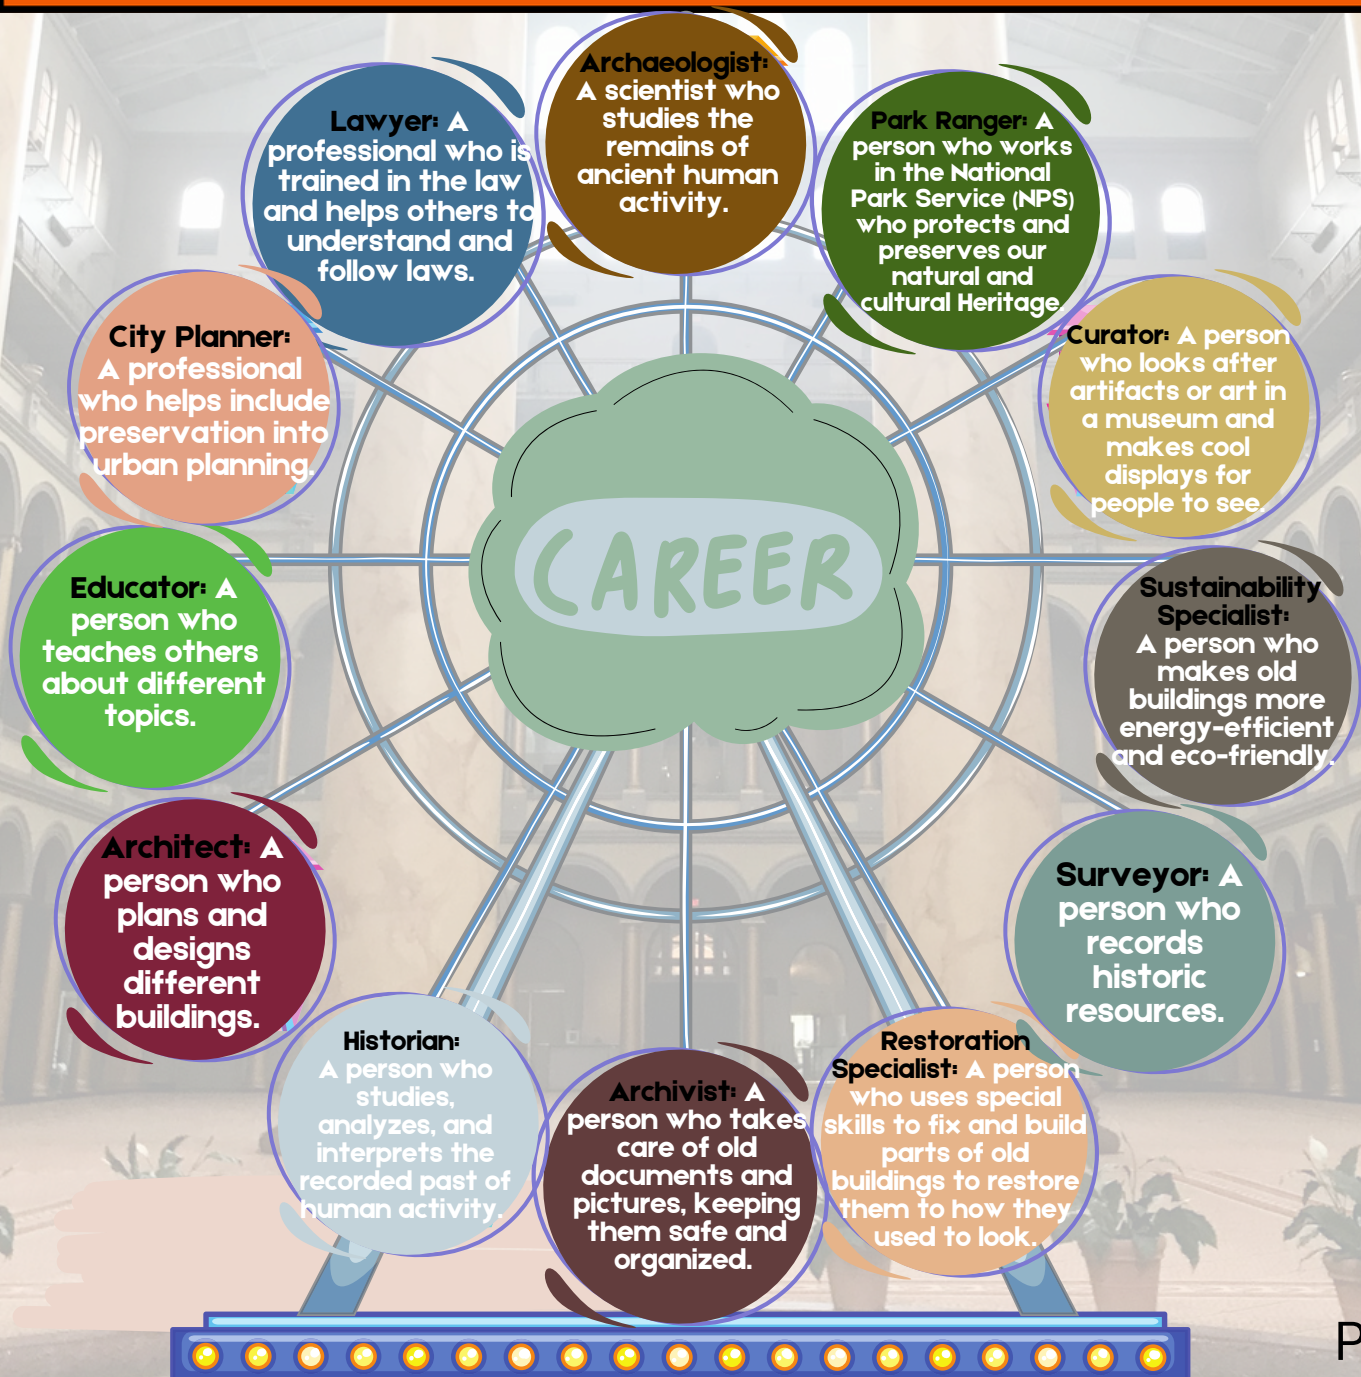 Archaeologist:
A scientist who
studies the
remains of
ancient human
activity.
Lawyer: A
professional who is
trained in the law
and helps others to
understand and
follow laws.
Park Ranger: A
person who works
in the National
Park Service (NPS)
who protects and
preserves our
natural and
cultural Heritage.
City Planner:
A professional
who helps include
preservation into
urban planning.
Curator: A person
who looks after
artifacts or art in
a museum and
makes cool
displays for
people to see.
CAREER
Educator: A
person who
teaches others
about different
topics.
Sustainability
Specialist:
A person who
makes old
buildings more
energy-efficient
and eco-friendly.
Architect: A
person who
plans and
designs
different
buildings.
Surveyor: A
person who
records
historic
resources.
Historian:
A person who
studies,
analyzes, and
interprets the
recorded past of
human activity.
Archivist: A
person who takes
care of old
documents and
pictures, keeping
them safe and
organized.
Restoration
Specialist: A person
who uses special
skills to fix and build
parts of old
buildings to restore
them to how they
used to look.
P